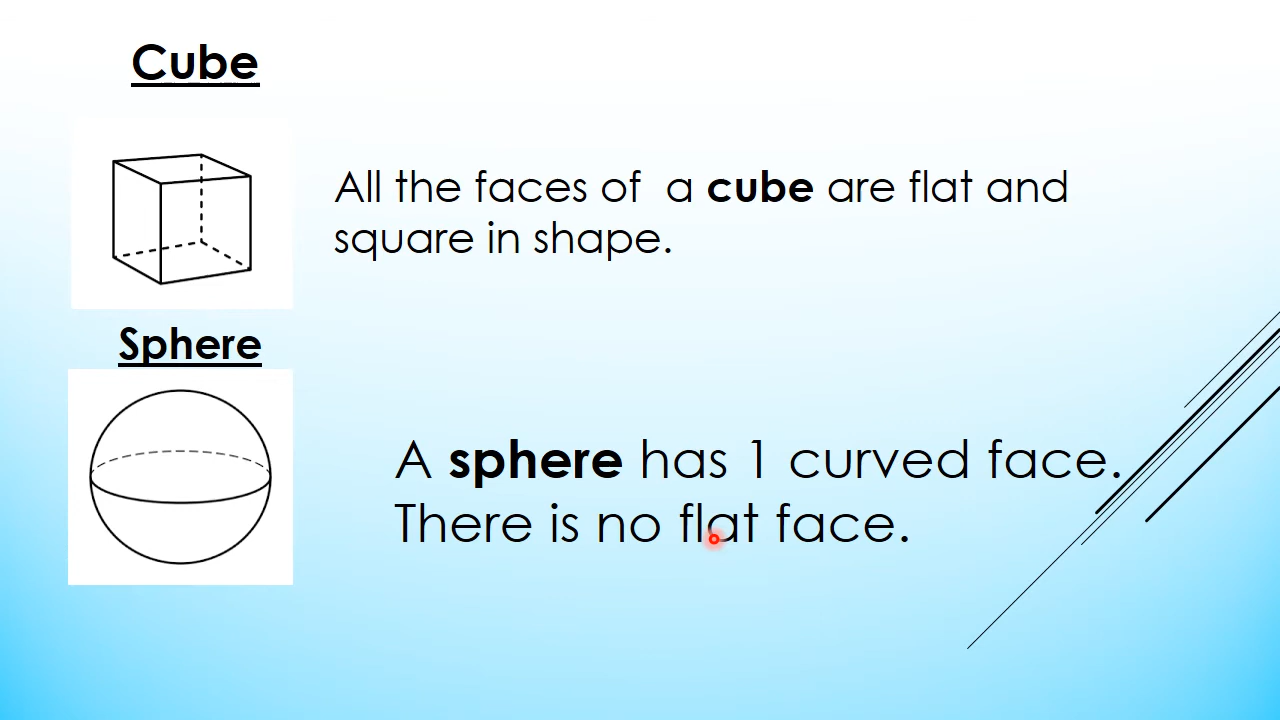 Cube
All the faces of  a cube are flat and
square in shape.
Sphere
A sphere has 1 curved face.
There is no flat face.